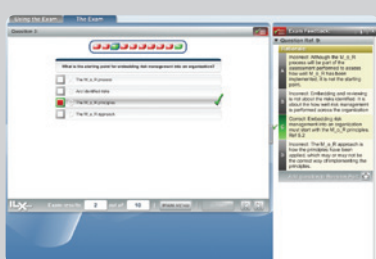 Using the Exam
The Exam
Question 3
What is the starting point for embedding risk management into an organization?
The M_o_R process
Any identified risks
The M_o_R principles
The M_o_R approach
ILX
Exam score:
2
out of
10
Exam Feedback
Question Ref:
Rationale
Incorrect: Although the M_o_R
process will be part of the
assessment performed to assess
how well M_o_R has been
implemented. It is not the starting
point.
Incorrect: Embedding and reviewing
is not about the risks identified. It is
about the how well risk management
is performed across the organization
Correct: Embedding risk
management into an organization
must start with the M_o_R principles.
Ref 8.2
Incorrect: The M_o_R approach is
how the principles have been
applied, which may or may not be
the correct way of implementing the
principles.